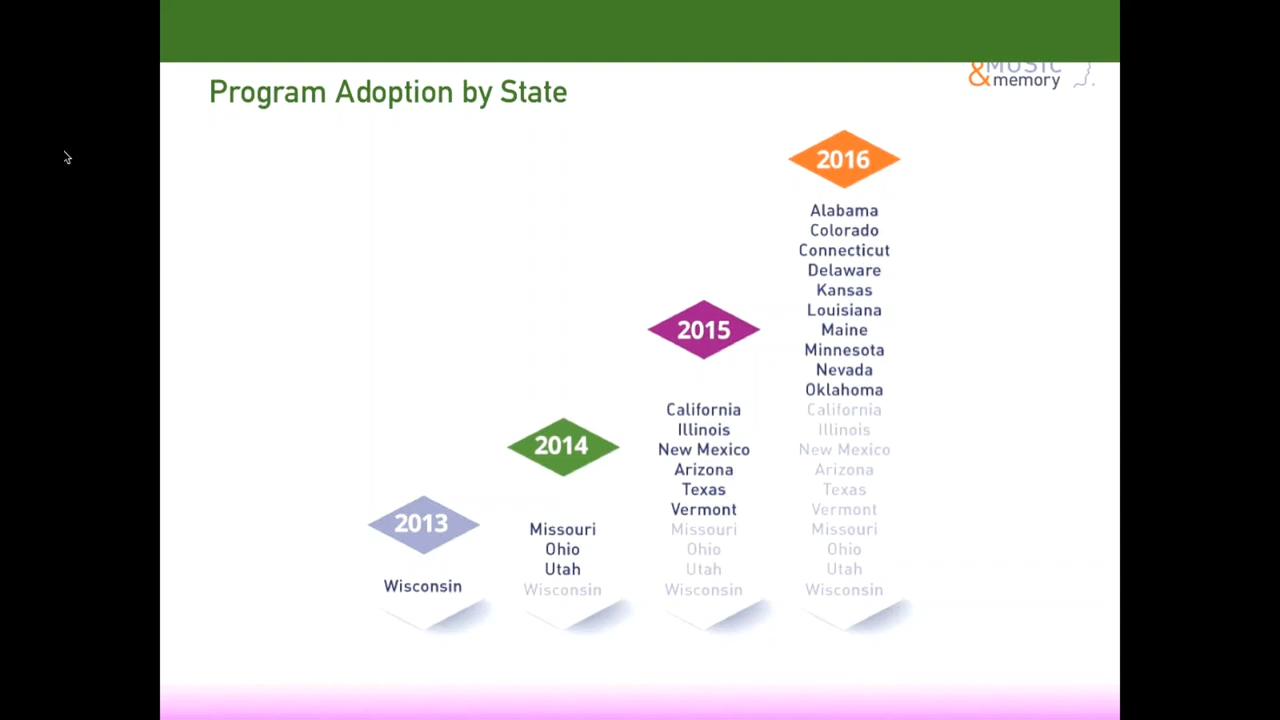 MUSIC
&memory
Program Adoption by State
2013
Wisconsin
2014
Missouri
Ohio
Utah
Wisconsin
2015
California
Illinois
New Mexico
Arizona
Texas
Vermont
Missouri
Ohio
Utah
Wisconsin
2016
Alabama
Colorado
Connecticut
Delaware
Kansas
Louisiana
Maine
Minnesota
Nevada
Oklahoma
California
Illinois
New Mexico
Arizona
Texas
Vermont
Missouri
Ohio
Utah
Wisconsin